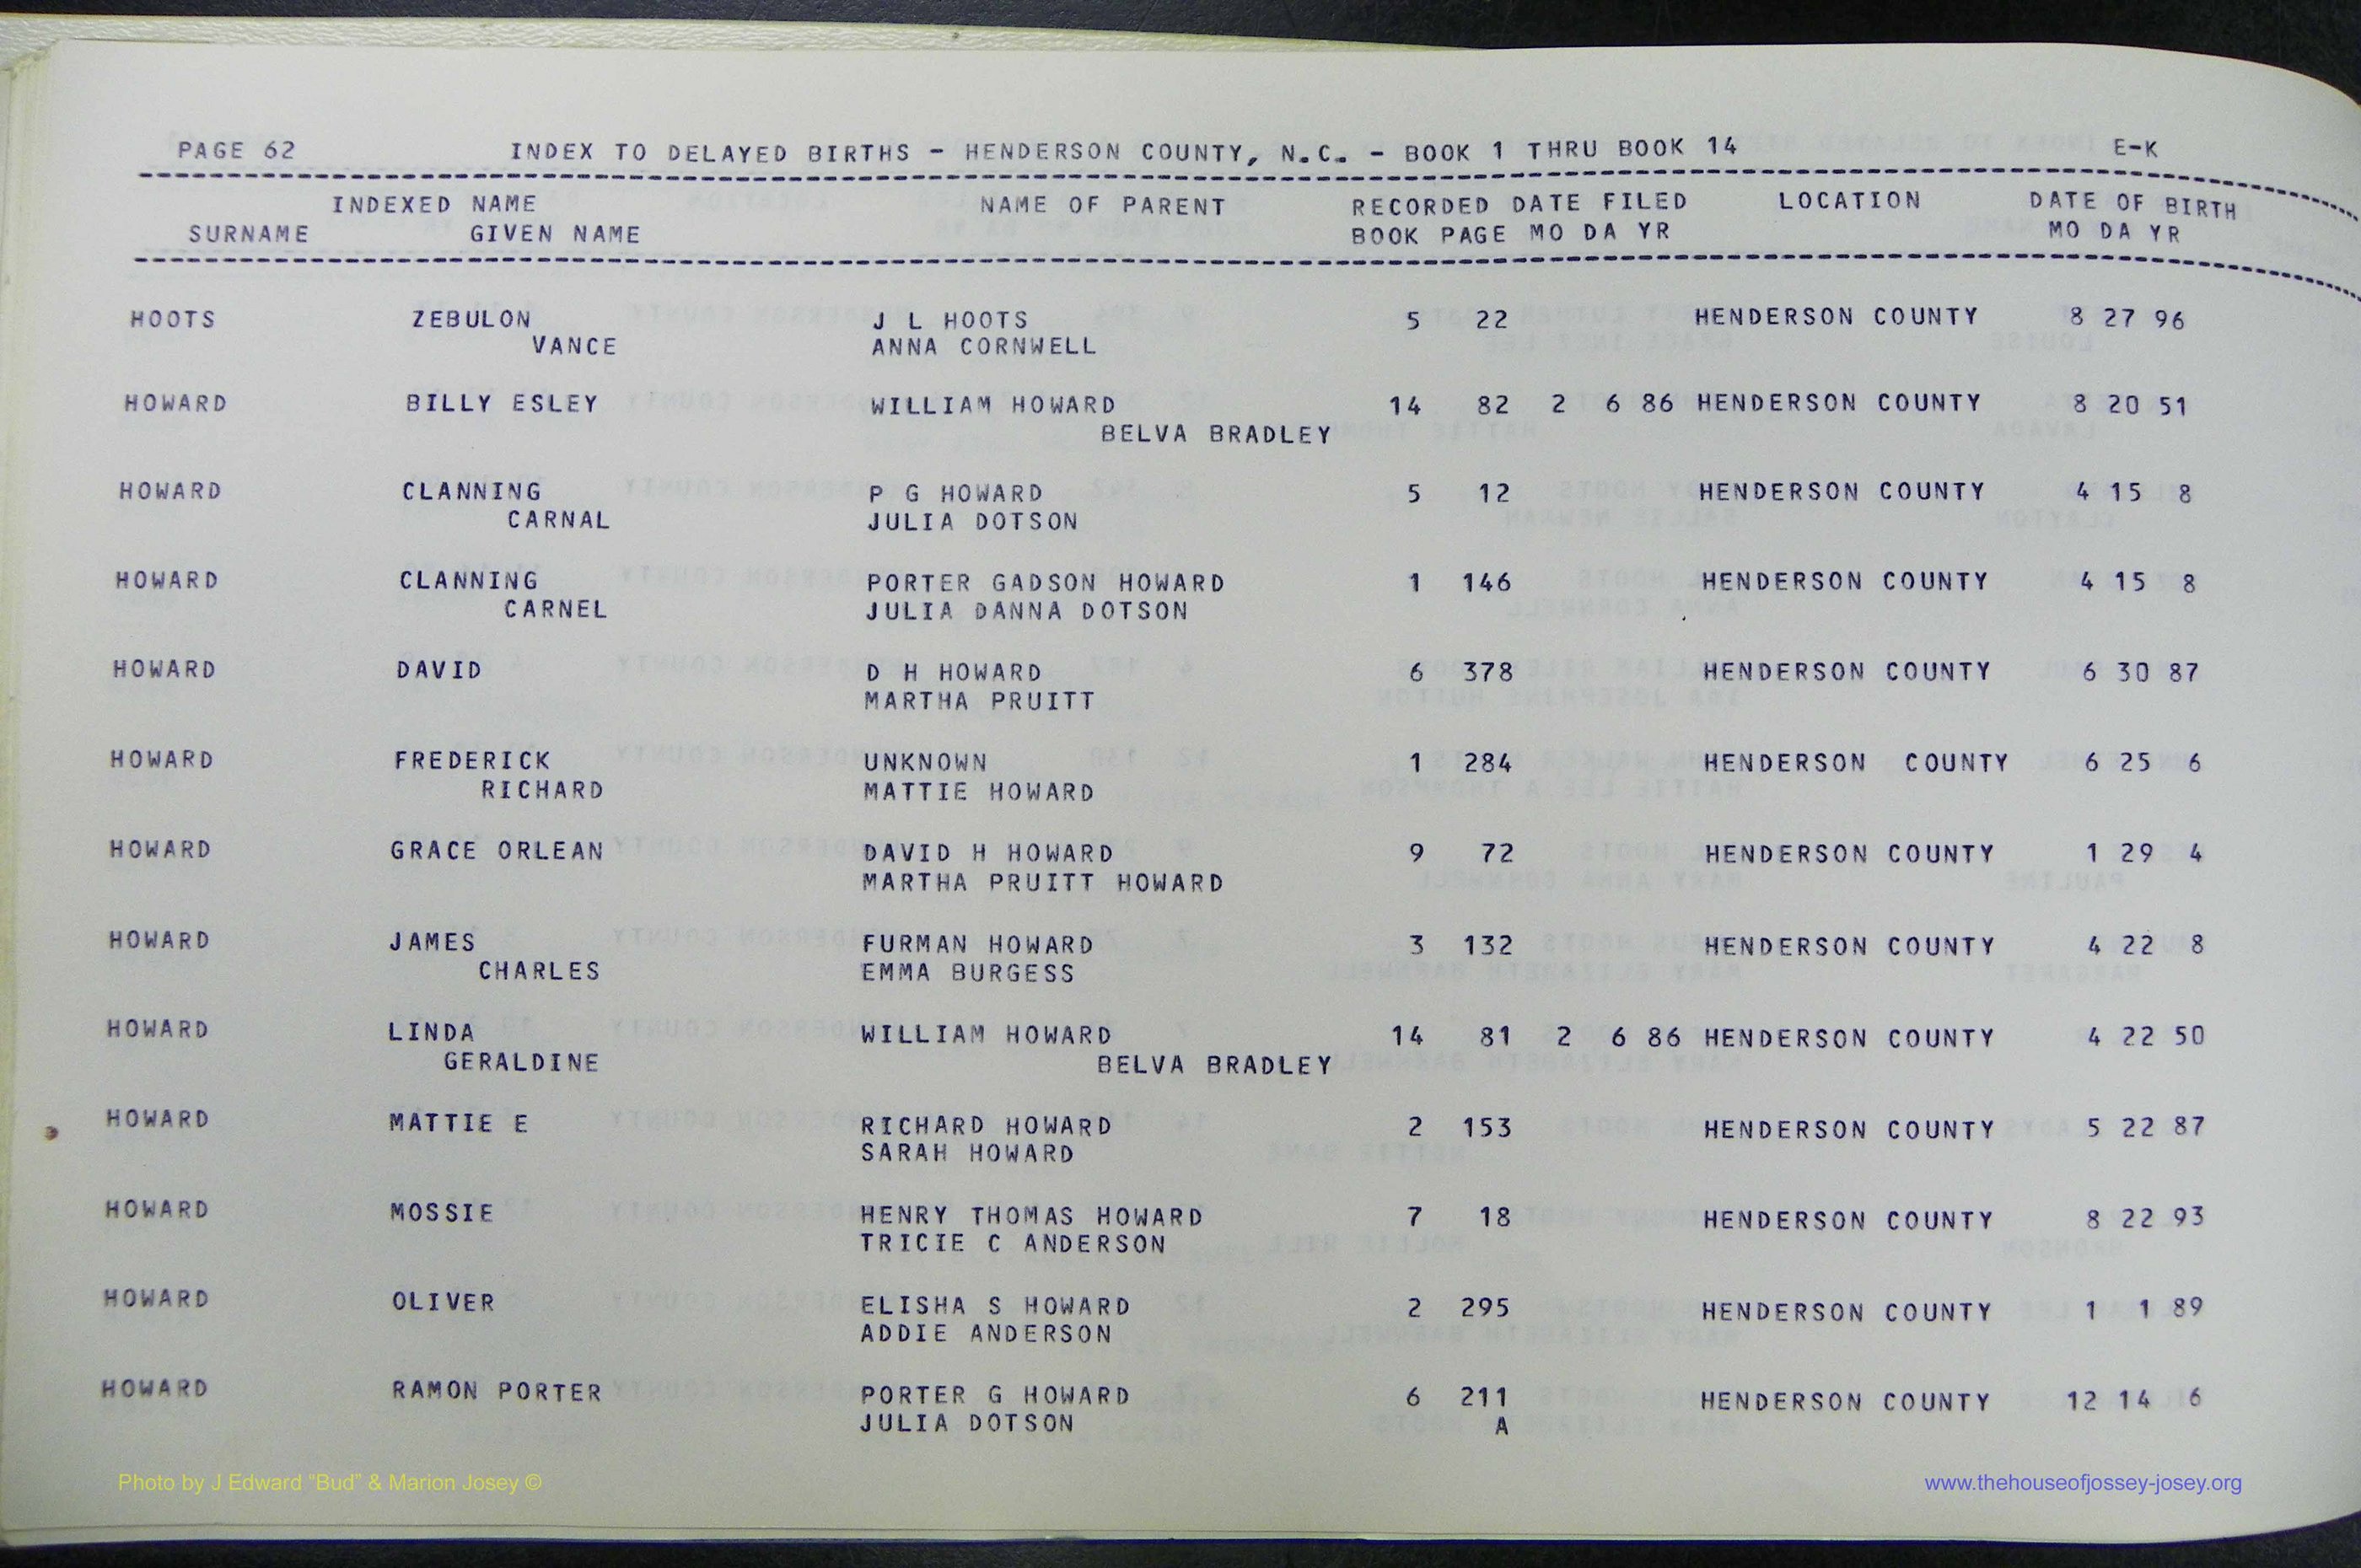 PAGE 62 INDEX TO DELAYED BIRTHS - HENDERSON COUNTY, N.C. - BOOK 1 THRU BOOK 14 E-K
INDEXED NAME NAME OF PARENT RECORDED DATE FILED LOCATION DATE OF BIRTH
SURNAME GIVEN NAME BOOK PAGE MO DA YR MO DA YR
HOOTS ZEBULON J L HOOTS 5 22 HENDERSON COUNTY 8 27 96
VANCE ANNA CORNWELL
HOWARD BILLY ESLEY WILLIAM HOWARD 14 82 2 6 86 HENDERSON COUNTY 8 20 51
BELVA BRADLEY
HOWARD CLANNING P G HOWARD 5 12 HENDERSON COUNTY 4 15 8
CARNAL JULIA DOTSON
HOWARD CLANNING PORTER GADSON HOWARD 1 146 HENDERSON COUNTY 4 15 8
CARNEL JULIA DANNA DOTSON
HOWARD DAVID D H HOWARD 6 378 HENDERSON COUNTY 6 30 87
MARTHA PRUITT
HOWARD FREDERICK UNKNOWN 1 284 HENDERSON COUNTY 6 25 6
RICHARD MATTIE HOWARD
HOWARD GRACE ORLEAN DAVID H HOWARD 9 72 HENDERSON COUNTY 1 29 4
MARTHA PRUITT HOWARD
HOWARD JAMES FURMAN HOWARD 3 132 HENDERSON COUNTY 4 22 8
CHARLES EMMA BURGESS
HOWARD LINDA WILLIAM HOWARD 14 81 2 6 86 HENDERSON COUNTY 4 22 50
GERALDINE BELVA BRADLEY
HOWARD MATTIE E RICHARD HOWARD 2 153 HENDERSON COUNTY 5 22 87
SARAH HOWARD
HOWARD MOSSIE HENRY THOMAS HOWARD 7 18 HENDERSON COUNTY 8 22 93
TRICIE C ANDERSON
HOWARD OLIVER ELISHA S HOWARD 2 295 HENDERSON COUNTY 1 1 89
ADDIE ANDERSON
HOWARD RAMON PORTER PORTER G HOWARD 6 211 HENDERSON COUNTY 12 14 6
JULIA DOTSON A
Photo by J Edward "Bud" & Marion Josey © www.thehouseofjossey-josey.org